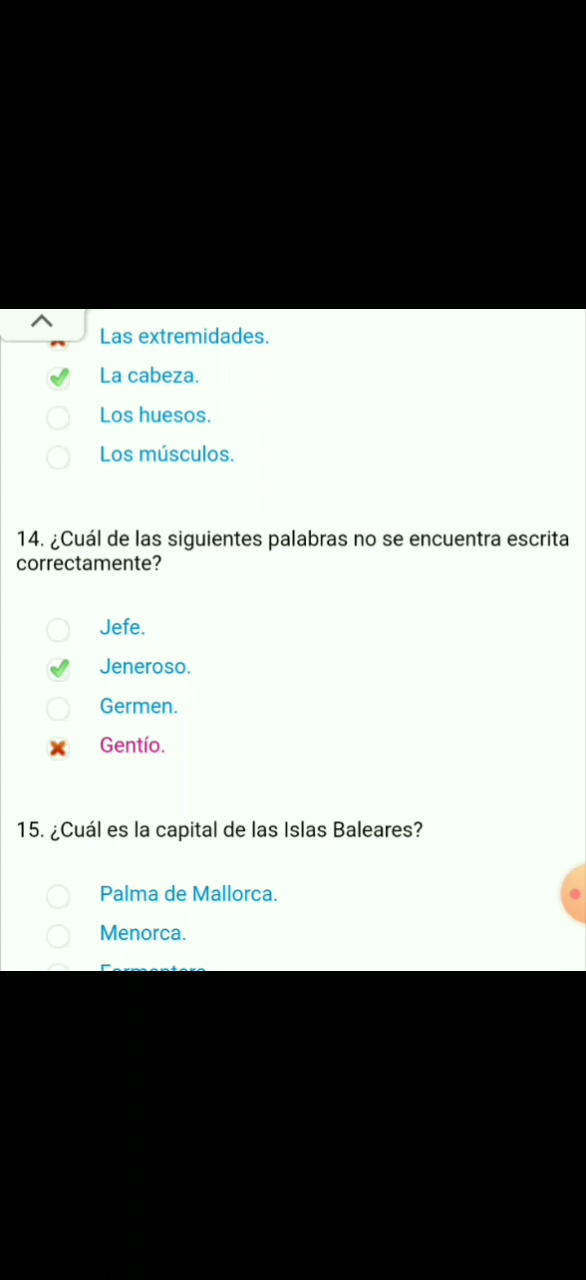 Las extremidades.
La cabeza.
Los huesos.
Los músculos.
14. ¿Cuál de las siguientes palabras no se encuentra escrita
correctamente?
Jefe.
Jeneroso.
Germen.
Gentío.
15. ¿Cuál es la capital de las Islas Baleares?
Palma de Mallorca.
Menorca.